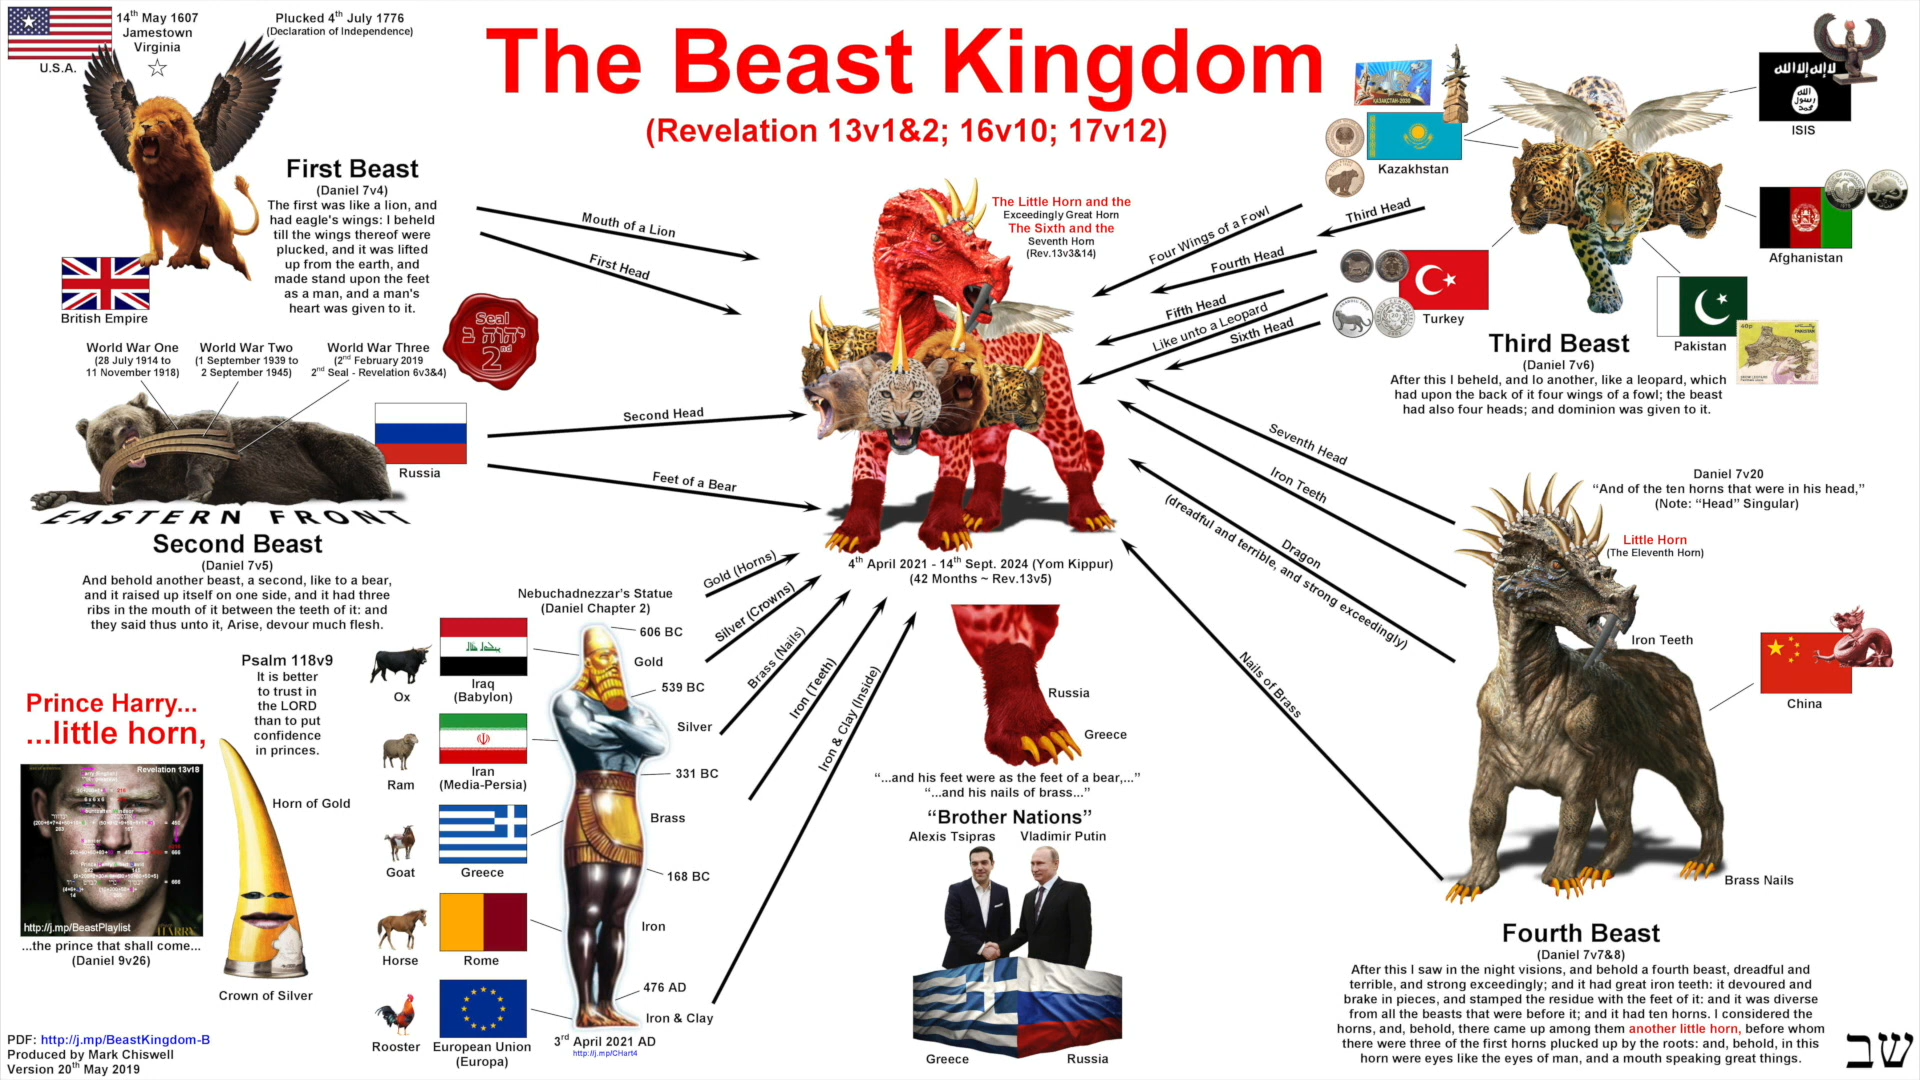 The Beast Kingdom
(Revelation 13v1&2; 16v10; 17v12)
U.S.A.
14th May 1607
Jamestown
Virginia
Plucked 4th July 1776
(Declaration of Independence)
British Empire
First Beast
(Daniel 7v4)
The first was like a lion, and
had eagle's wings: I beheld
till the wings thereof were
plucked, and it was lifted
up from the earth, and
made stand upon the feet
as a man, and a man's
heart was given to it.
Mouth of a Lion
First Head
Seal
יהוה ב
2nd
World War One
(28 July 1914 to
11 November 1918)
World War Two
(1 September 1939 to
2 September 1945)
World War Three
(2nd February 2019
2nd Seal - Revelation 6v3&4)
Russia
EASTERN FRONT
Second Beast
(Daniel 7v5)
And behold another beast, a second, like to a bear,
and it raised up itself on one side, and it had three
ribs in the mouth of it between the teeth of it: and
they said thus unto it, Arise, devour much flesh.
Second Head
Feet of a Bear
The Little Horn and the
Exceedingly Great Horn
The Sixth and the
Seventh Horn
(Rev.13v3&14)
4th April 2021 - 14th Sept. 2024 (Yom Kippur)
(42 Months ~ Rev.13v5)
Four Wings of a Fowl
Third Head
Fourth Head
Fifth Head
Like unto a Leopard
Sixth Head
ҚАЗАҚСТАН-2030
Kazakhstan
لا إله إلا الله
الله
رسول
محمد
ISIS
Afghanistan
Turkey
Pakistan
40p
PAKISTAN
Third Beast
(Daniel 7v6)
After this I beheld, and lo another, like a leopard, which
had upon the back of it four wings of a fowl; the beast
had also four heads; and dominion was given to it.
Seventh Head
Iron Teeth
Dragon
(dreadful and terrible, and strong exceedingly)
Nails of Brass
Daniel 7v20
“And of the ten horns that were in his head,”
(Note: “Head” Singular)
Little Horn
(The Eleventh Horn)
Iron Teeth
China
Brass Nails
Fourth Beast
(Daniel 7v7&8)
After this I saw in the night visions, and behold a fourth beast, dreadful and
terrible, and strong exceedingly; and it had great iron teeth: it devoured and
brake in pieces, and stamped the residue with the feet of it: and it was diverse
from all the beasts that were before it; and it had ten horns. I considered the
horns, and, behold, there came up among them another little horn, before whom
there were three of the first horns plucked up by the roots: and, behold, in this
horn were eyes like the eyes of man, and a mouth speaking great things.
שב
Gold (Horns)
Silver (Crowns)
Brass (Nails)
Iron (Teeth)
Iron & Clay (Inside)
Nebuchadnezzar's Statue
(Daniel Chapter 2)
606 BC
Gold
539 BC
Silver
331 BC
Brass
168 BC
Iron
476 AD
Iron & Clay
3rd April 2021 AD
http://j.mp/CHart4
Ox
Iraq
(Babylon)
Ram
Iran
(Media-Persia)
Goat
Greece
Horse
Rome
Rooster
European Union
(Europa)
Russia
Greece
“...and his feet were as the feet of a bear,...”
“...and his nails of brass...”
“Brother Nations”
Alexis Tsipras
Vladimir Putin
Greece
Russia
Psalm 118v9
It is better
to trust in
the LORD
than to put
confidence
in princes.
Prince Harry...
...little horn,
Revelation 13v18
http://j.mp/BeastPlaylist
HARRY
...the prince that shall come...
(Daniel 9v26)
Horn of Gold
Crown of Silver
PDF: http://j.mp/BeastKingdom-B
Produced by Mark Chiswell
Version 20th May 2019